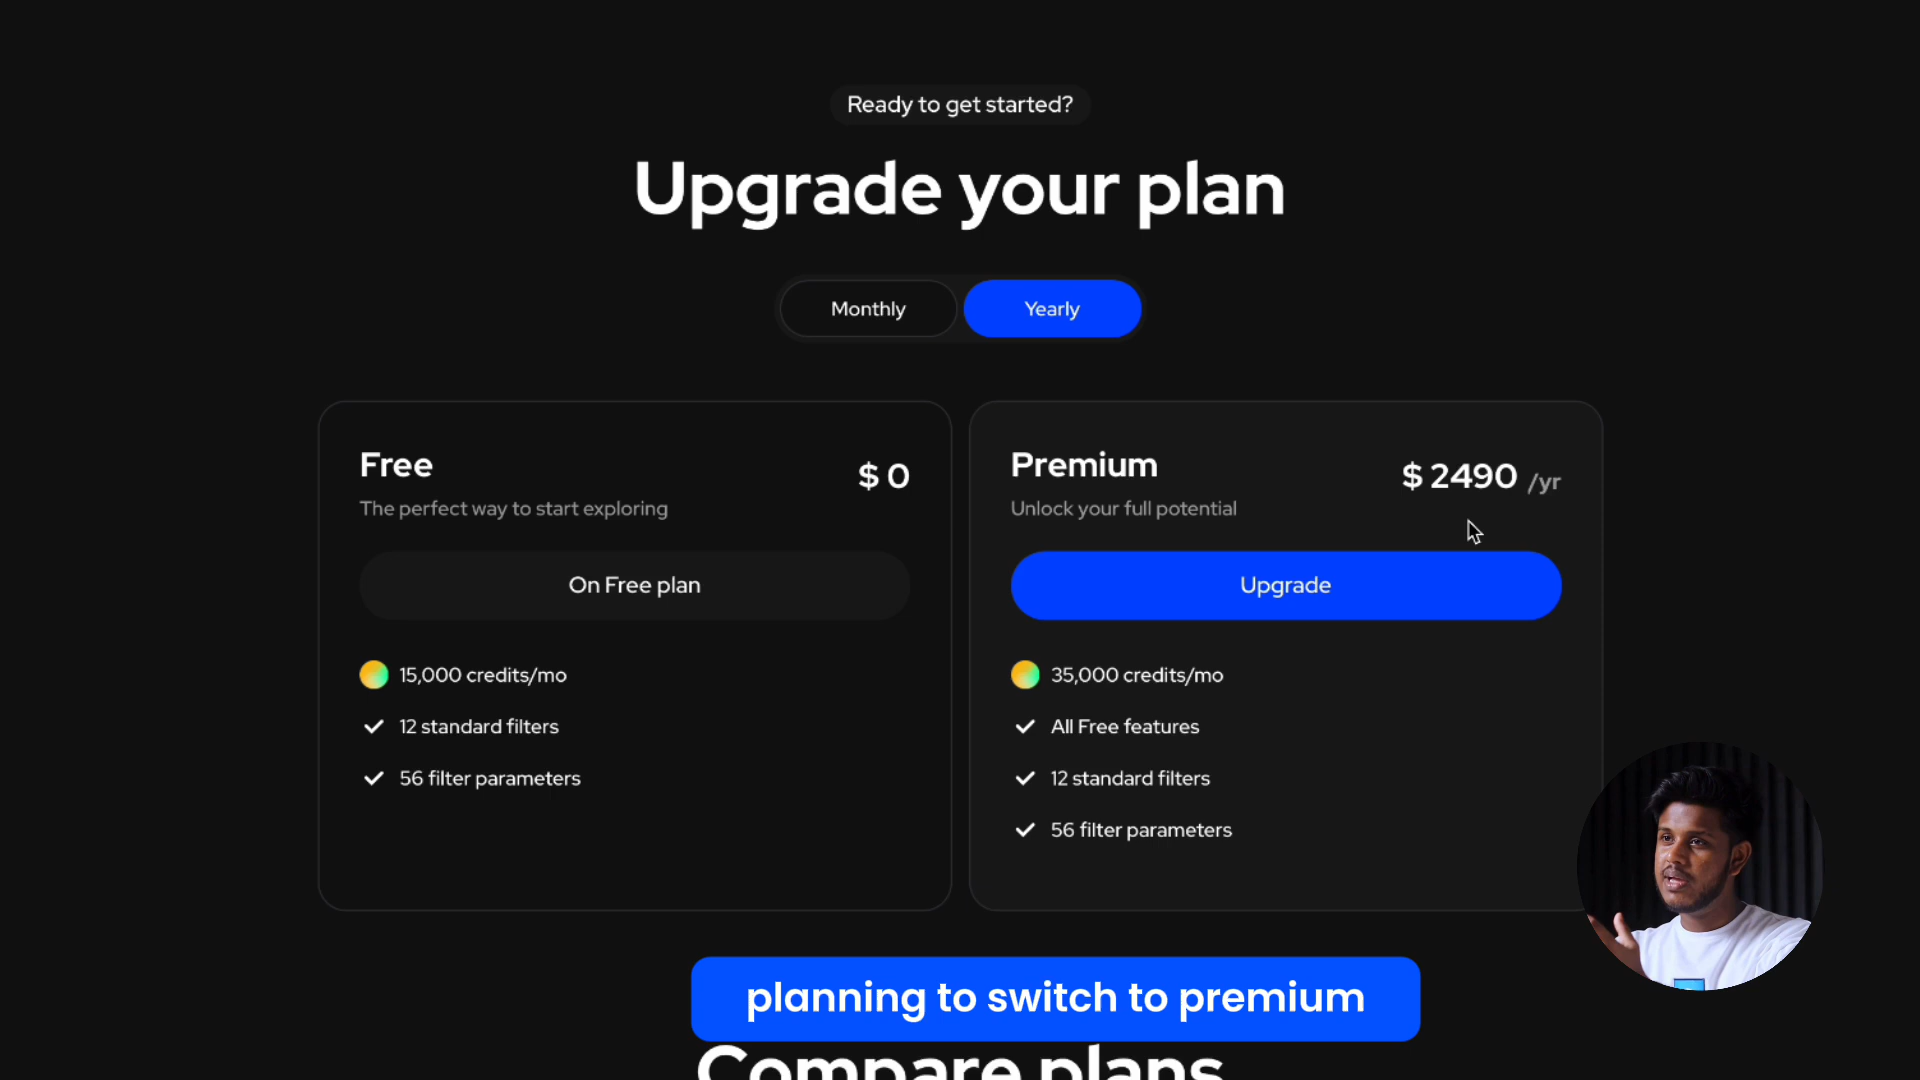 Ready to get started?
Upgrade your plan
Monthly
Yearly
Free
$ 0
The perfect way to start exploring
On Free plan
15,000 credits/mo
12 standard filters
56 filter parameters
Premium
$ 2490 /yr
Unlock your full potential
Upgrade
35,000 credits/mo
All Free features
12 standard filters
56 filter parameters
planning to switch to premium
Compare plans